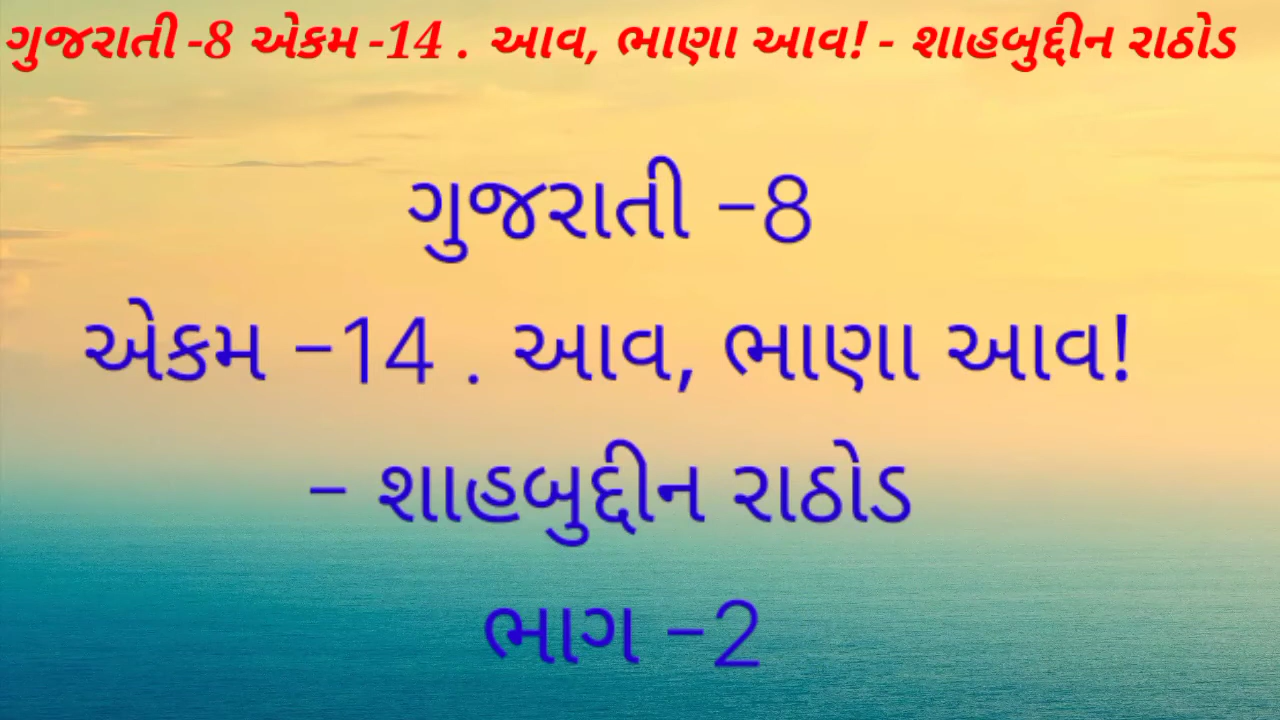 ગુજરાતી -8 એકમ -14 . આવ, ભાણા આવ! - શાહબુદ્દીન રાઠોડ
ગુજરાતી -8
એકમ -14 . આવ, ભાણા આવ!
- શાહબુદ્દીન રાઠોડ
ભાગ -2